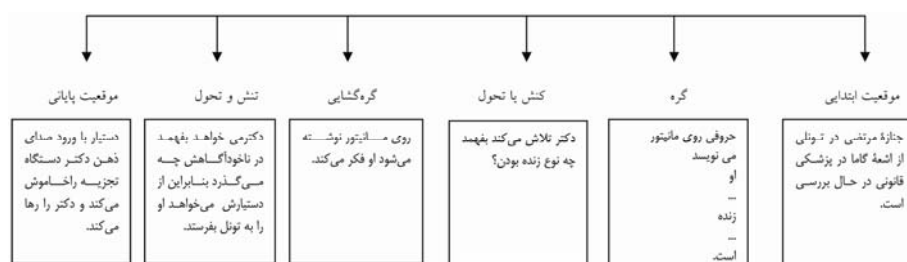 موقعیت ابتدایی
گره
کنش یا تحول
گره‌گشایی
تنش و تحول
موقعیت پایانی
جنازهٔ مرتضی در تونلی
از اشعهٔ گاما در پزشکی
قانونی در حال بررسی
است.
حروفی روی مانیتور
می نویسد
او
...
زنده
...
است.
دکتر تلاش می‌کند بفهمد
چه نوع زنده بودن؟
روی مانیتور نوشته
می‌شود او فکر می‌کند.
دکترمی خواهد بفهمد
در ناخودآگاهش چه
می‌گذرد بنابراین از
دستیارش می‌خواهد او
را به تونل بفرستد.
دستیار با ورود صدای
ذهن دکتر دستگاه
تجزیه راخاموش
می‌کند و دکتر را رها
می‌کند.